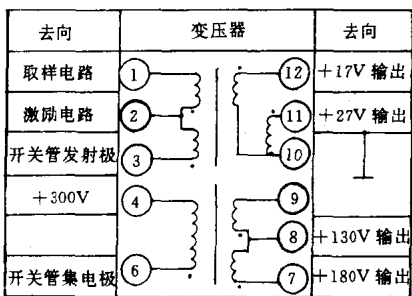 去向 变压器 去向
取样电路 1 12 +17V 输出
激励电路 2 11 +27V 输出
开关管发射极 3 10
+300V 4 9
8 +130V 输出
开关管集电极 6 7 +180V 输出